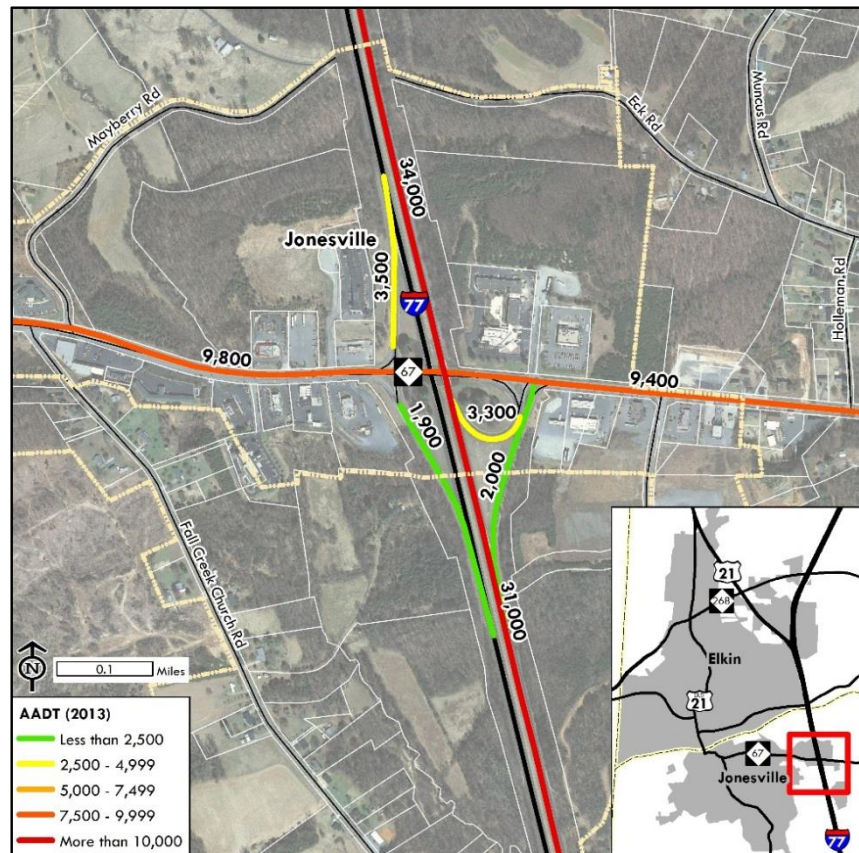 Mayberry Rd
Eck Rd
Muncus Rd
34,000
Jonesville
3,500
77
Holleman Rd
9,800
67
9,400
1,900
3,300
2,000
Fall Creek Church Rd
31,000
N
0.1 Miles
AADT (2013)
Less than 2,500
2,500 - 4,999
5,000 - 7,499
7,500 - 9,999
More than 10,000
21
268
Elkin
21
67
Jonesville
77